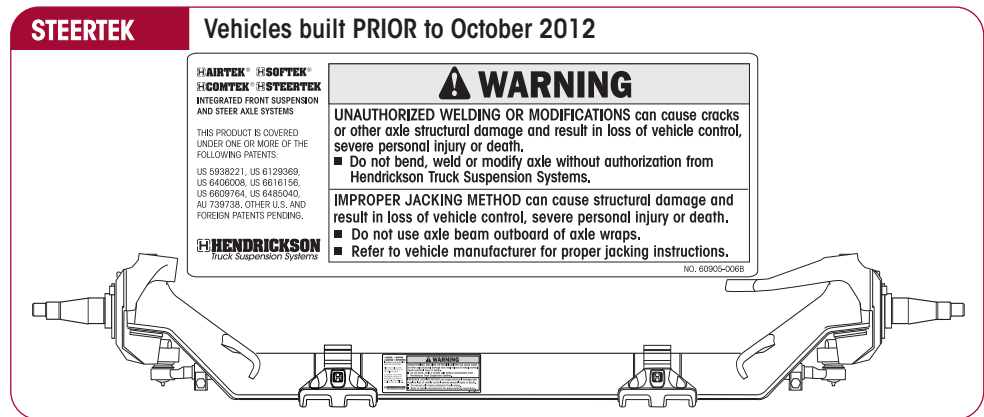 STEERTEK
Vehicles built PRIOR to October 2012
AIRTEK® SOFTEK®
COMTEK® STEERTEK
INTEGRATED FRONT SUSPENSION
AND STEER AXLE SYSTEMS
THIS PRODUCT IS COVERED
UNDER ONE OR MORE OF THE
FOLLOWING PATENTS:
US 5938221, US 6129369,
US 6406008, US 6616156,
US 6609764, US 6485040,
AU 739738. OTHER U.S. AND
FOREIGN PATENTS PENDING.
HENDRICKSON
Truck Suspension Systems
WARNING
UNAUTHORIZED WELDING OR MODIFICATIONS can cause cracks
or other axle structural damage and result in loss of vehicle control,
severe personal injury or death.
■ Do not bend, weld or modify axle without authorization from
Hendrickson Truck Suspension Systems.
IMPROPER JACKING METHOD can cause structural damage and
result in loss of vehicle control, severe personal injury or death.
■ Do not use axle beam outboard of axle wraps.
■ Refer to vehicle manufacturer for proper jacking instructions.
NO. 60905-006B
WARNING